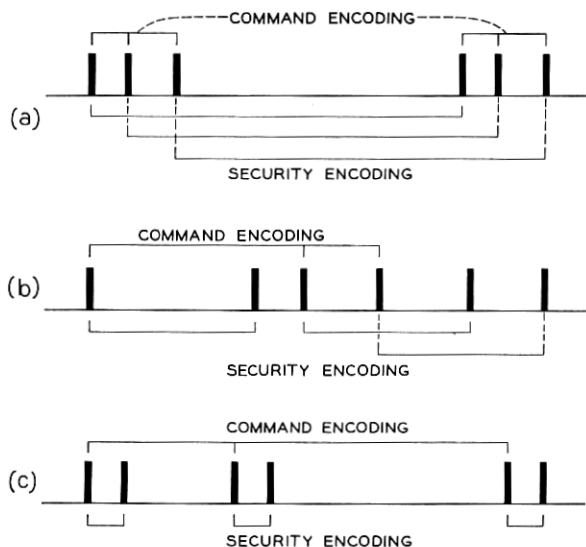 COMMAND ENCODING
(a)
SECURITY ENCODING
COMMAND ENCODING
(b)
SECURITY ENCODING
COMMAND ENCODING
(c)
SECURITY ENCODING